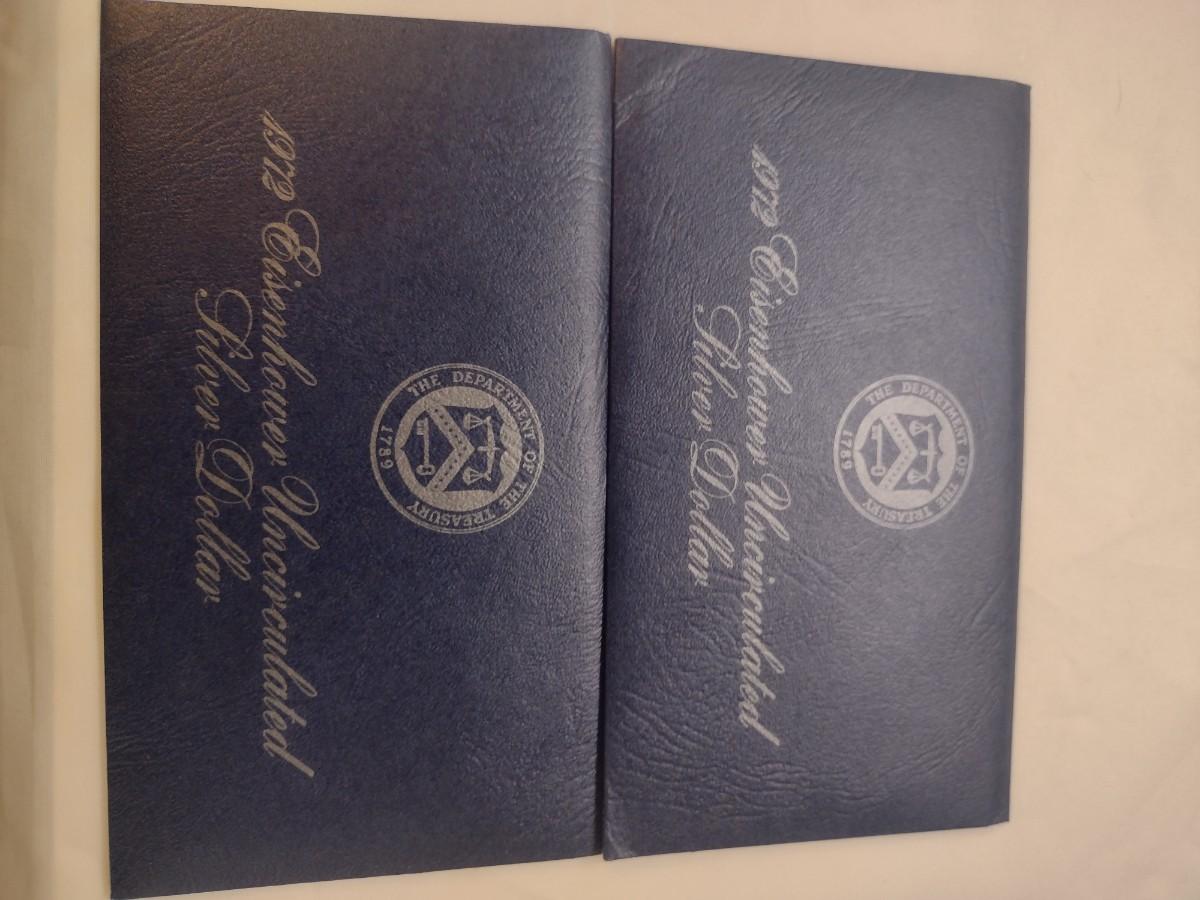 THE DEPARTMENT OF THE TREASURY
1789
1972 Eisenhower Uncirculated
Silver Dollar
THE DEPARTMENT OF THE TREASURY
1789
1972 Eisenhower Uncirculated
Silver Dollar